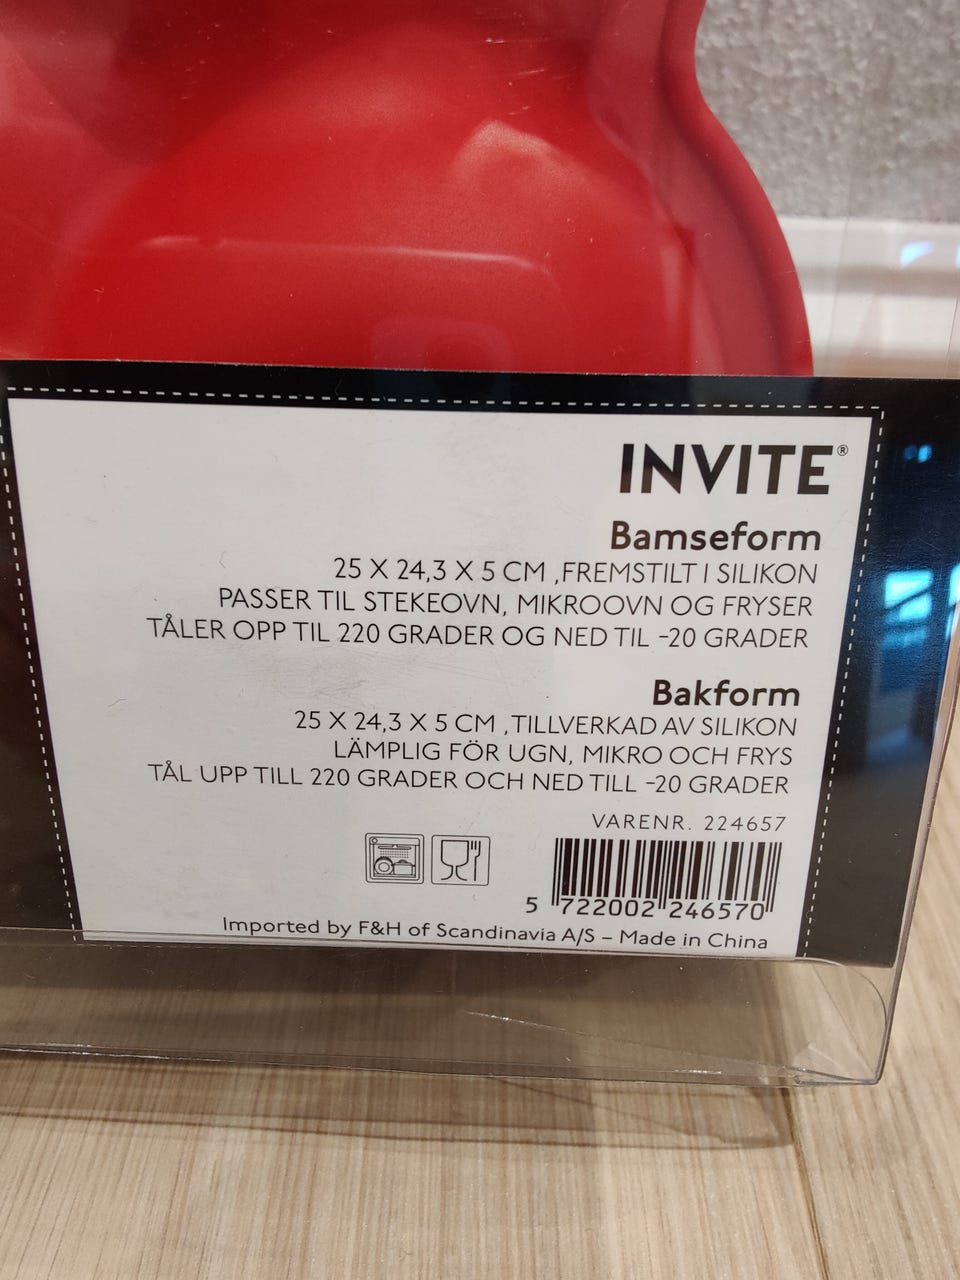 INVITE®
Bamseform
25 X 24,3 X 5 CM ,FREMSTILT I SILIKON
PASSER TIL STEKEOVN, MIKROOVN OG FRYSER
TÅLER OPP TIL 220 GRADER OG NED TIL -20 GRADER
Bakform
25 X 24,3 X 5 CM ,TILLVERKAD AV SILIKON
LÄMPLIG FÖR UGN, MIKRO OCH FRYS
TÅL UPP TILL 220 GRADER OCH NED TILL -20 GRADER
VARENR. 224657
5 722002 246570
Imported by F&H of Scandinavia A/S – Made in China